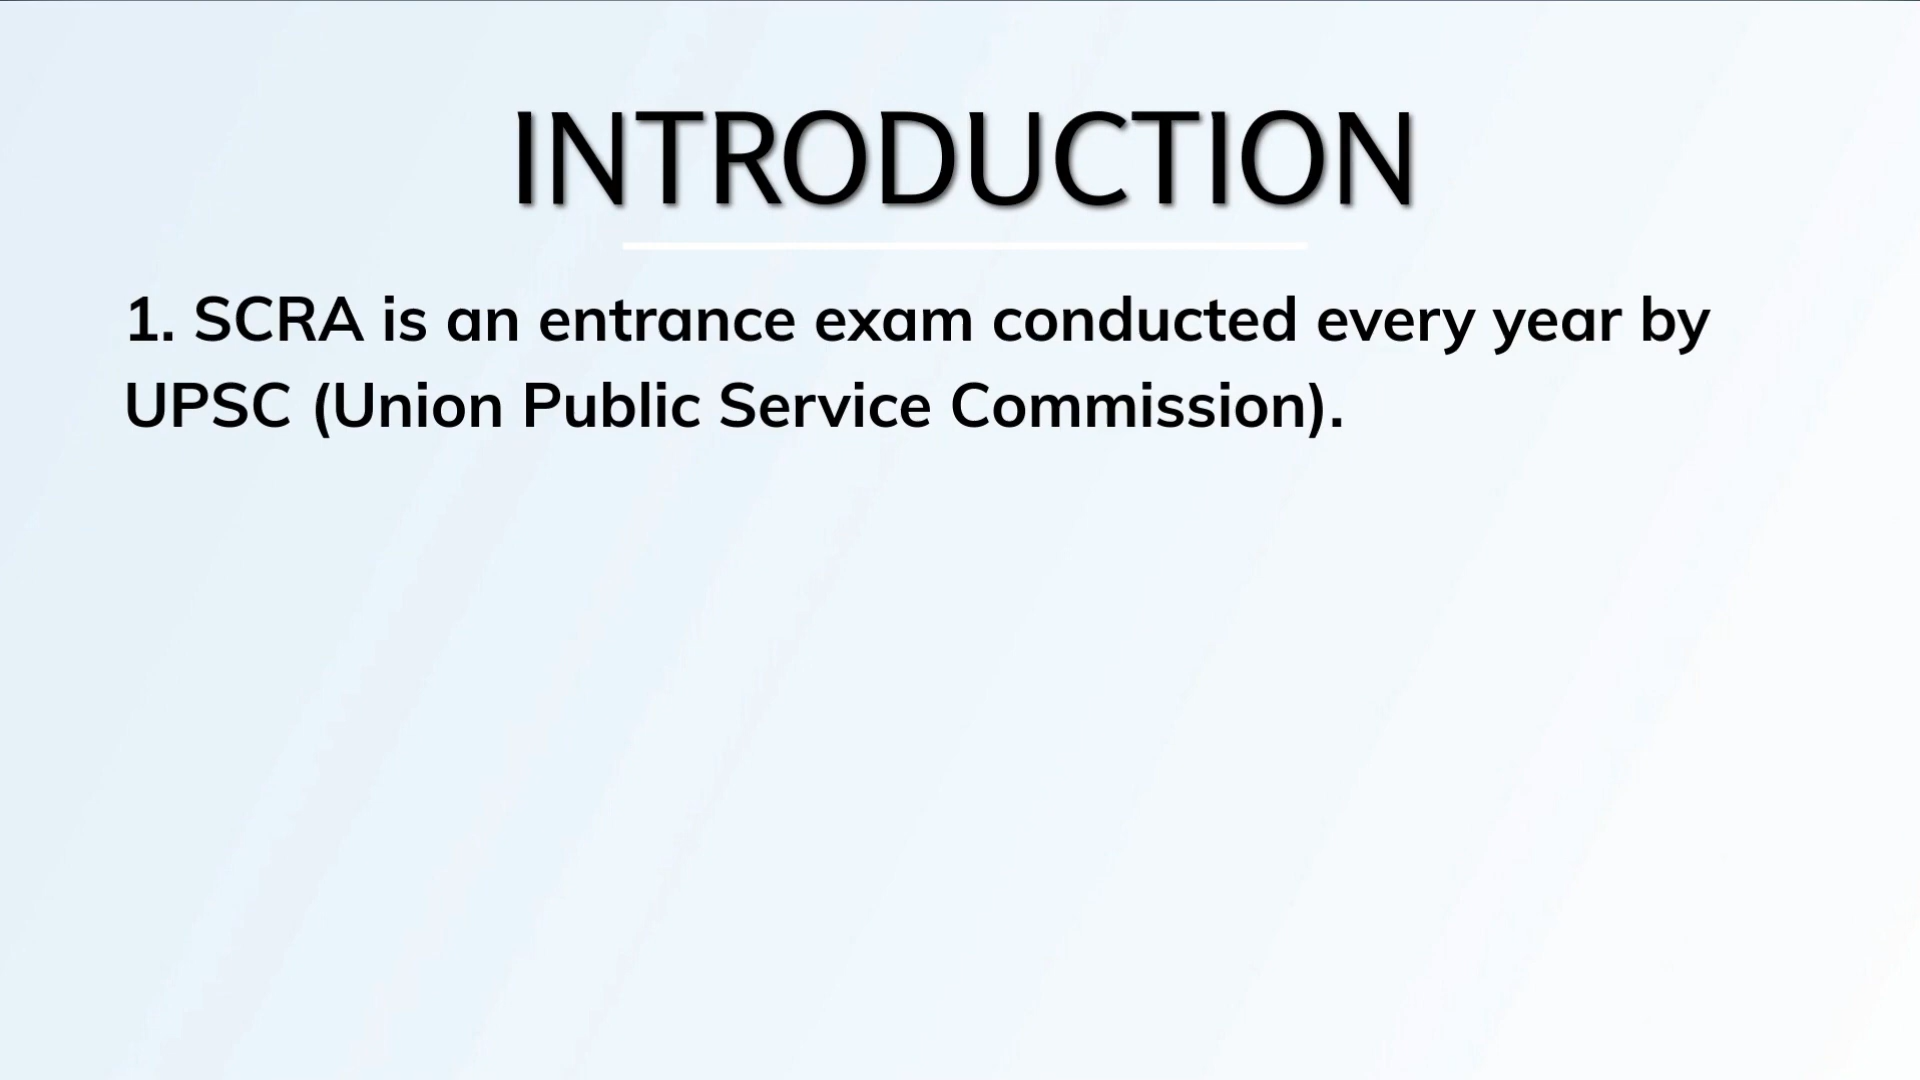 INTRODUCTION
1. SCRA is an entrance exam conducted every year by
UPSC (Union Public Service Commission).